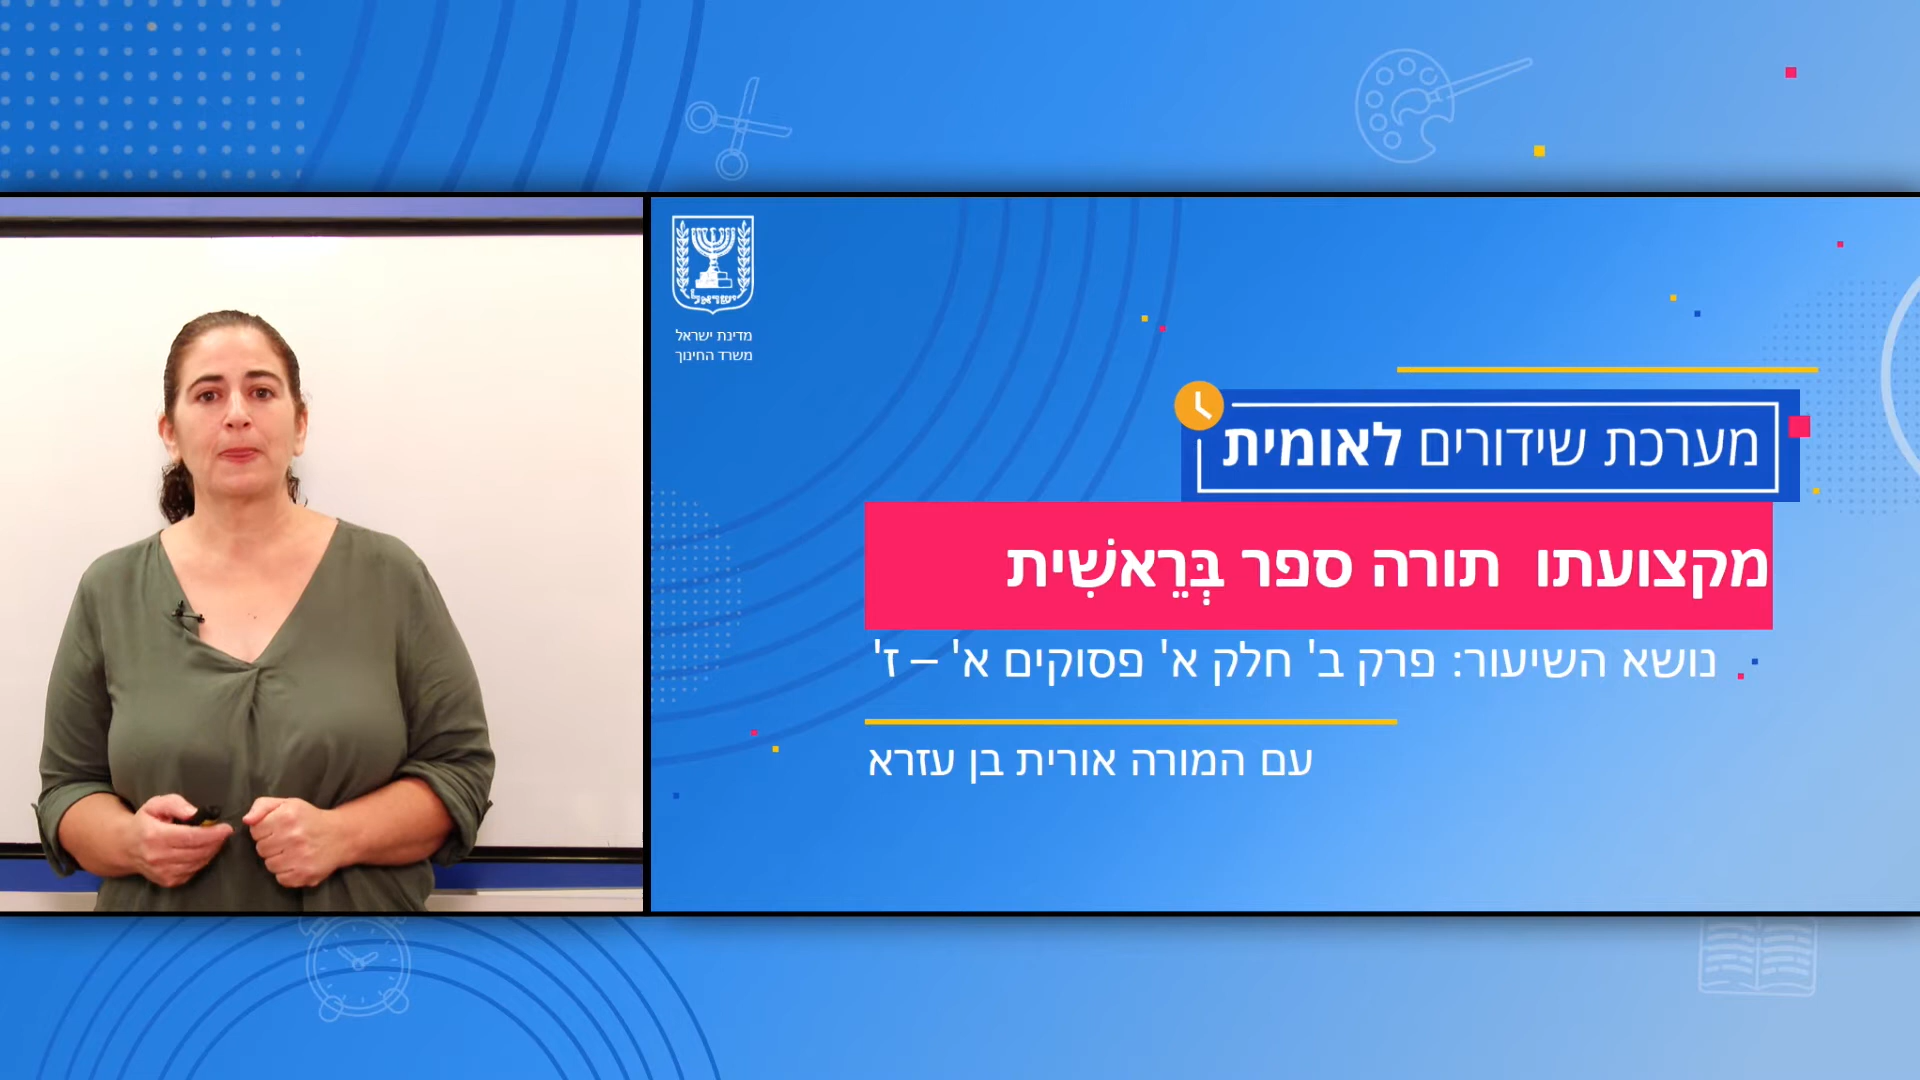 ישראל
מדינת ישראל
משרד החינוך
מערכת שידורים לאומית
מקצועתו תורה ספר בְּרֵאשִׁית
נושא השיעור: פרק ב' חלק א' פסוקים א' – ז'
עם המורה אורית בן עזרא